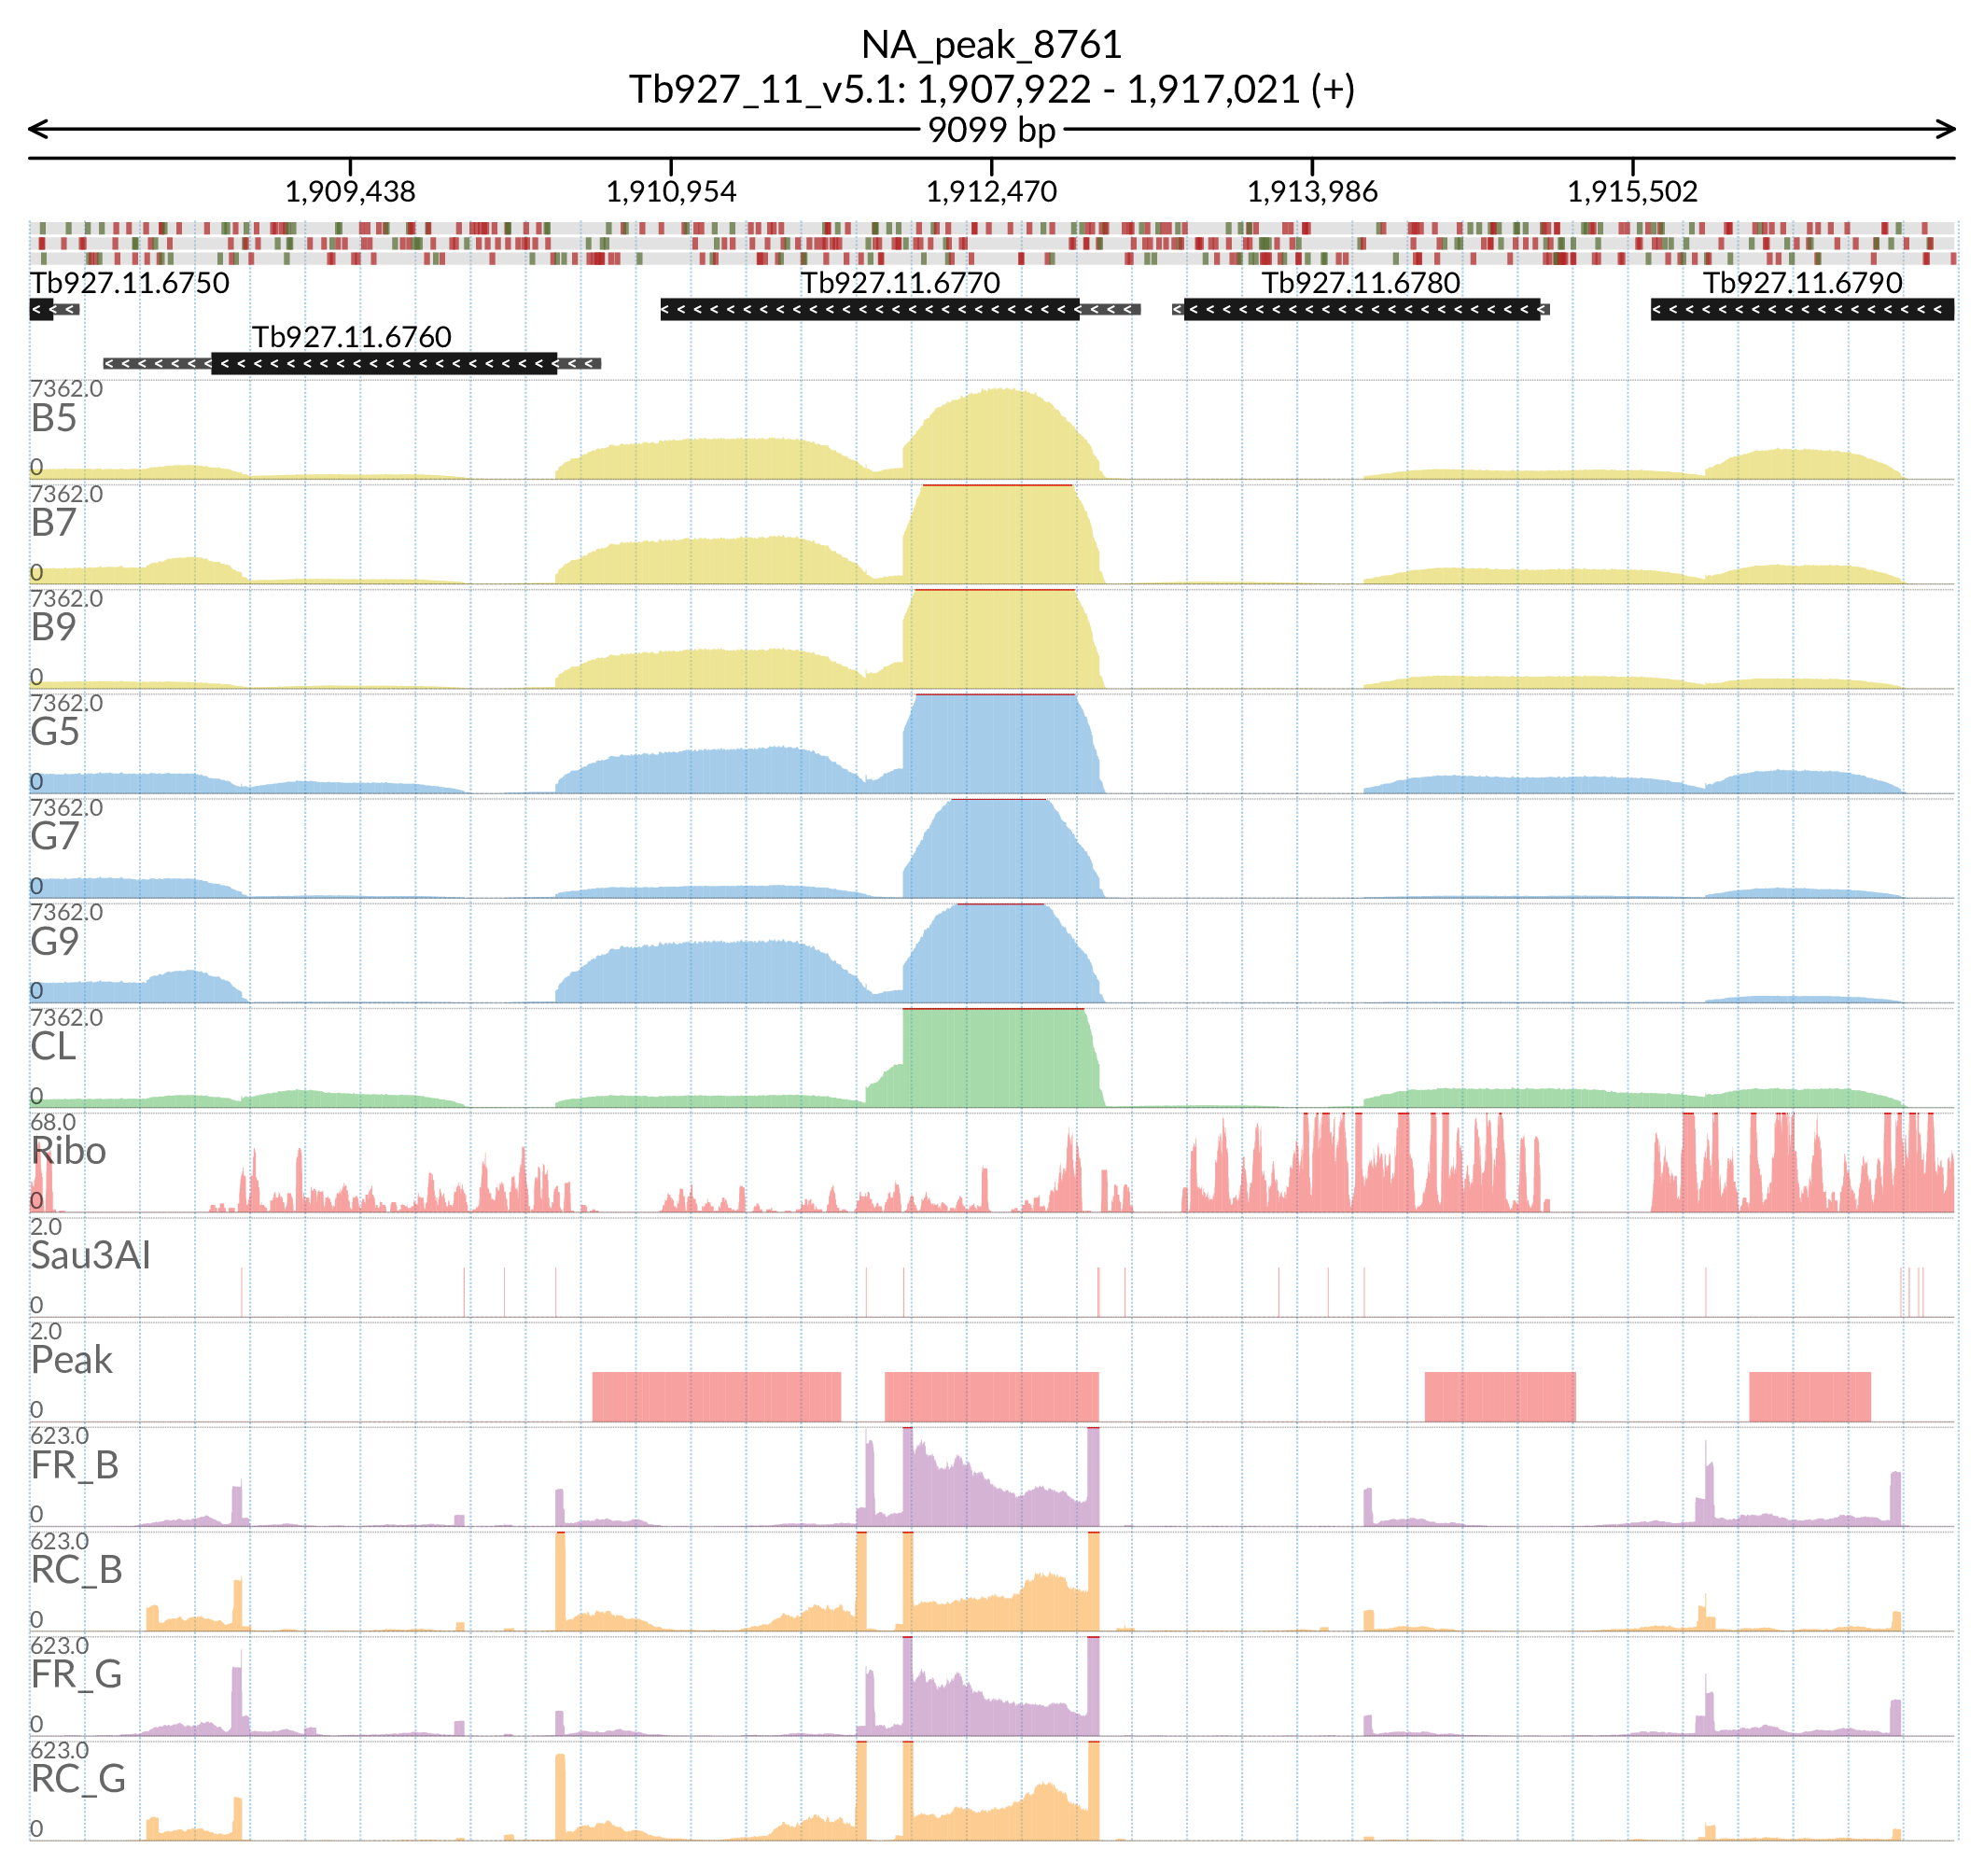 NA_peak_8761
Tb927_11_v5.1: 1,907,922 - 1,917,021 (+)
9099 bp
1,909,438 1,910,954 1,912,470 1,913,986 1,915,502
Tb927.11.6750 Tb927.11.6770 Tb927.11.6780 Tb927.11.6790
Tb927.11.6760
7362.0
B5
0
7362.0
B7
0
7362.0
B9
0
7362.0
G5
0
7362.0
G7
0
7362.0
G9
0
7362.0
CL
0
68.0
Ribo
0
2.0
Sau3AI
0
2.0
Peak
0
623.0
FR_B
0
623.0
RC_B
0
623.0
FR_G
0
623.0
RC_G
0